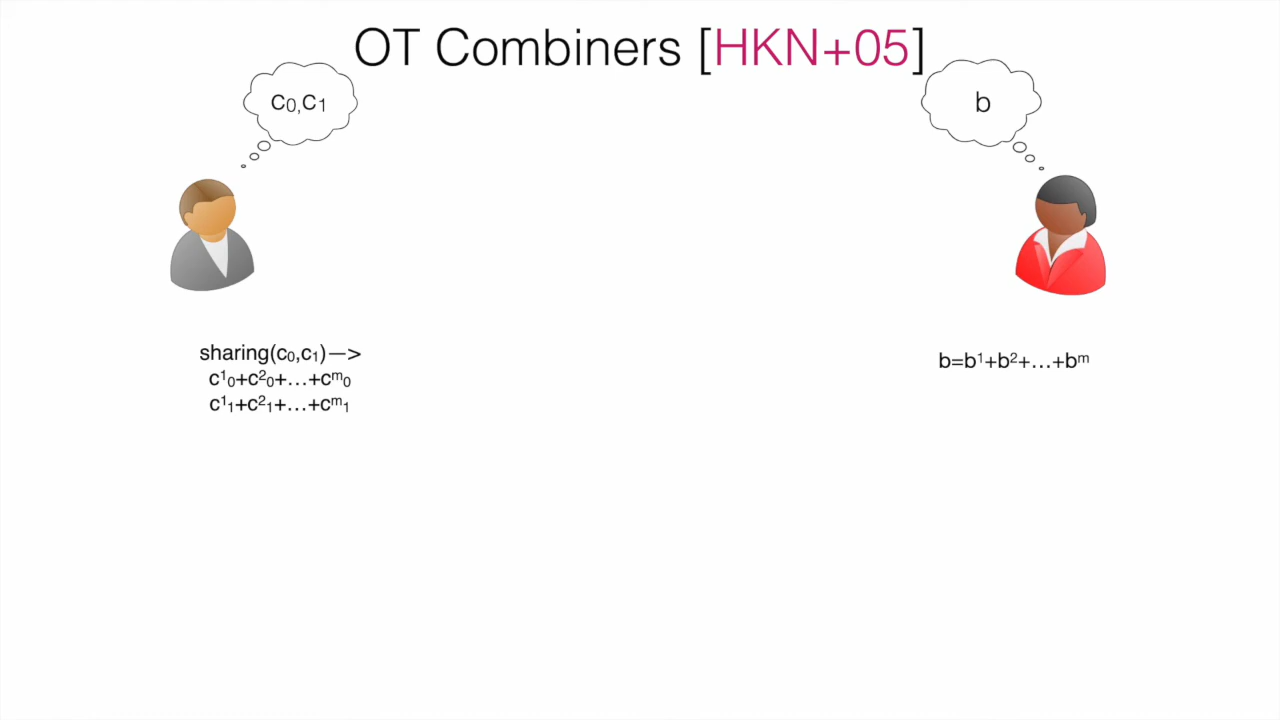 OT Combiners [HKN+05]
c₀,c₁
b
sharing(c₀,c₁)—>
c¹₀+c²₀+…+cᵐ₀
c¹₁+c²₁+…+cᵐ₁
b=b¹+b²+…+bᵐ